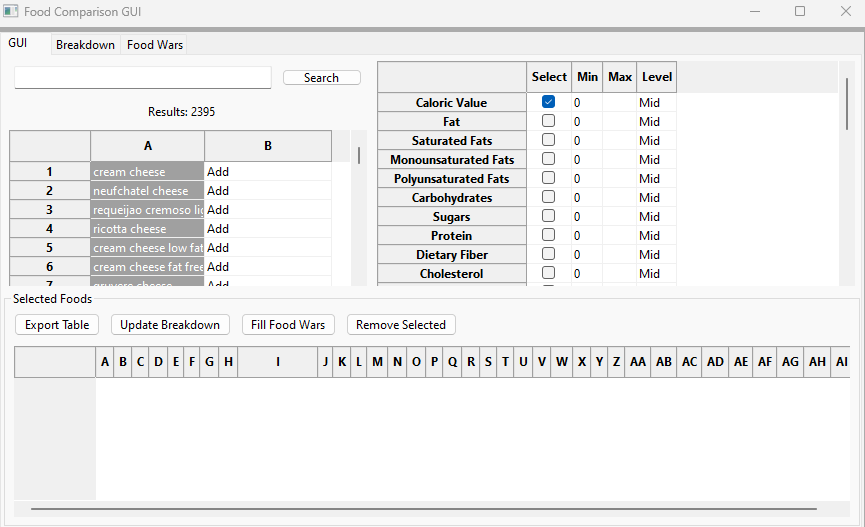 Food Comparison GUI
GUI Breakdown Food Wars
Search
Results: 2395
A B
1 cream cheese Add
2 neufchatel cheese Add
3 requeijao cremoso lig Add
4 ricotta cheese Add
5 cream cheese low fat Add
6 cream cheese fat free Add
7 gruyere cheese Add
Select Min Max Level
Caloric Value 0 Mid
Fat 0 Mid
Saturated Fats 0 Mid
Monounsaturated Fats 0 Mid
Polyunsaturated Fats 0 Mid
Carbohydrates 0 Mid
Sugars 0 Mid
Protein 0 Mid
Dietary Fiber 0 Mid
Cholesterol 0 Mid
Selected Foods
Export Table Update Breakdown Fill Food Wars Remove Selected
A B C D E F G H I J K L M N O P Q R S T U V W X Y Z AA AB AC AD AE AF AG AH AI